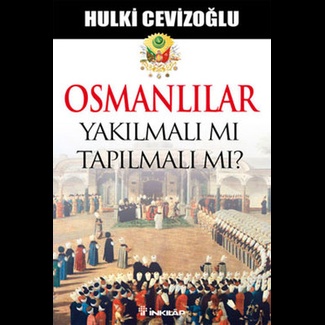 HULKİ CEVİZOĞLU
OSMANLILAR
YAKILMALI MI
TAPILMALI MI?
İNKILÂP